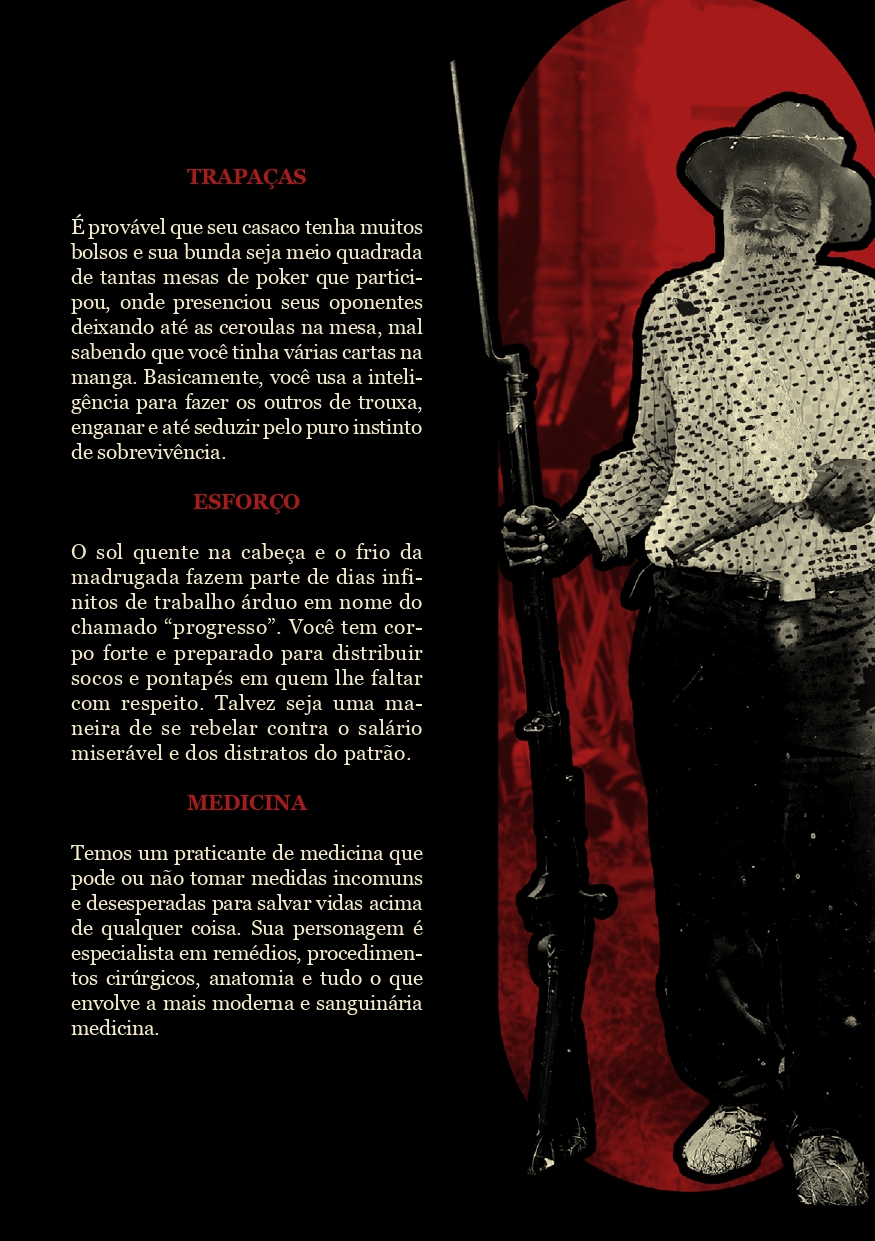 TRAPAÇAS
É provável que seu casaco tenha muitos
bolsos e sua bunda seja meio quadrada
de tantas mesas de poker que partici-
pou, onde presenciou seus oponentes
deixando até as ceroulas na mesa, mal
sabendo que você tinha várias cartas na
manga. Basicamente, você usa a inteli-
gência para fazer os outros de trouxa,
enganar e até seduzir pelo puro instinto
de sobrevivência.
ESFORÇO
O sol quente na cabeça e o frio da
madrugada fazem parte de dias infi-
nitos de trabalho árduo em nome do
chamado “progresso”. Você tem cor-
po forte e preparado para distribuir
socos e pontapés em quem lhe faltar
com respeito. Talvez seja uma ma-
neira de se rebelar contra o salário
miserável e dos distratos do patrão.
MEDICINA
Temos um praticante de medicina que
pode ou não tomar medidas incomuns
e desesperadas para salvar vidas acima
de qualquer coisa. Sua personagem é
especialista em remédios, procedimen-
tos cirúrgicos, anatomia e tudo o que
envolve a mais moderna e sanguinária
medicina.